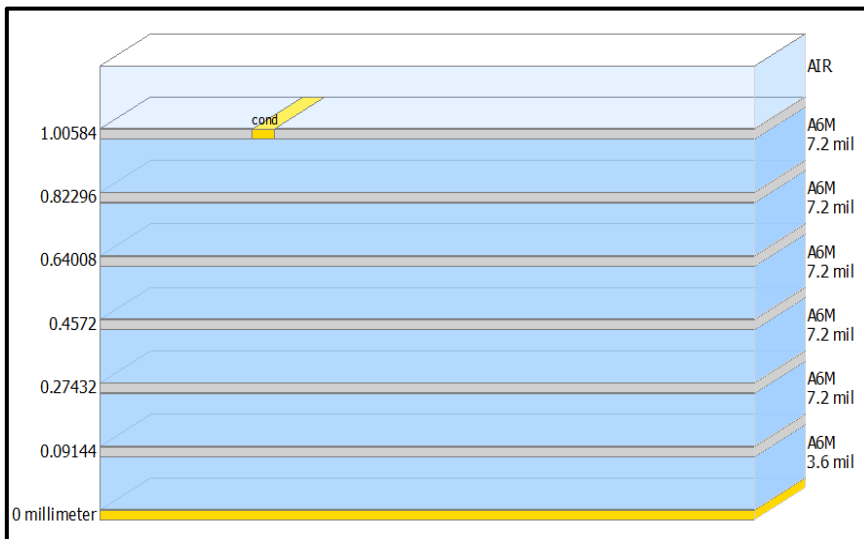 AIR
cond
1.00584
A6M
7.2 mil
0.82296
A6M
7.2 mil
0.64008
A6M
7.2 mil
0.4572
A6M
7.2 mil
0.27432
A6M
7.2 mil
0.09144
A6M
3.6 mil
0 millimeter